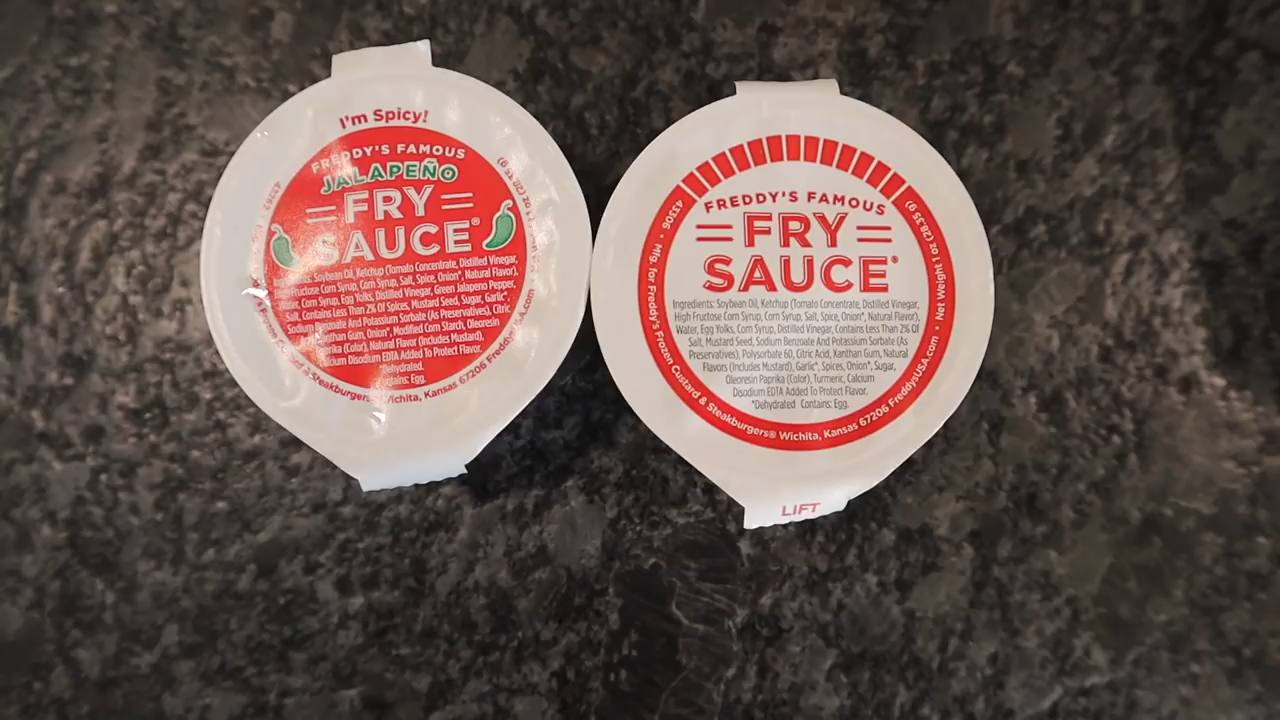 I'm Spicy!
FREDDY'S FAMOUS
JALAPEÑO
FRY
SAUCE®
Soybean Oil, Ketchup (Tomato Concentrate, Distilled Vinegar,
High Fructose Corn Syrup, Corn Syrup, Salt, Spice, Onion*, Natural Flavor),
Water, Corn Syrup, Egg Yolks, Distilled Vinegar, Green Jalapeno Pepper,
Salt, Contains Less Than 2% Of Spices, Mustard Seed, Sugar, Garlic*,
Sodium Benzoate And Potassium Sorbate (As Preservatives), Citric
Xanthan Gum, Onion*, Modified Corn Starch, Oleoresin
Paprika (Color), Natural Flavor (Includes Mustard),
Calcium Disodium EDTA Added To Protect Flavor.
*Dehydrated.
Contains: Egg.
Steakburgers® Wichita, Kansas 67206 FreddysUSA.com
1 oz (28.35 g)
FREDDY'S FAMOUS
FRY
SAUCE®
Ingredients: Soybean Oil, Ketchup (Tomato Concentrate, Distilled Vinegar,
High Fructose Corn Syrup, Corn Syrup, Salt, Spice, Onion*, Natural Flavor),
Water, Egg Yolks, Corn Syrup, Distilled Vinegar, Contains Less Than 2% Of
Salt, Mustard Seed, Sodium Benzoate And Potassium Sorbate (As
Preservatives), Polysorbate 60, Citric Acid, Xanthan Gum, Natural
Flavors (Includes Mustard), Garlic*, Spices, Onion*, Sugar,
Oleoresin Paprika (Color), Turmeric, Calcium
Disodium EDTA Added To Protect Flavor.
*Dehydrated Contains: Egg.
43306 • Mfg. for Freddy's Frozen Custard & Steakburgers® Wichita, Kansas 67206 FreddysUSA.com • Net Weight 1 oz (28.35 g)
LIFT